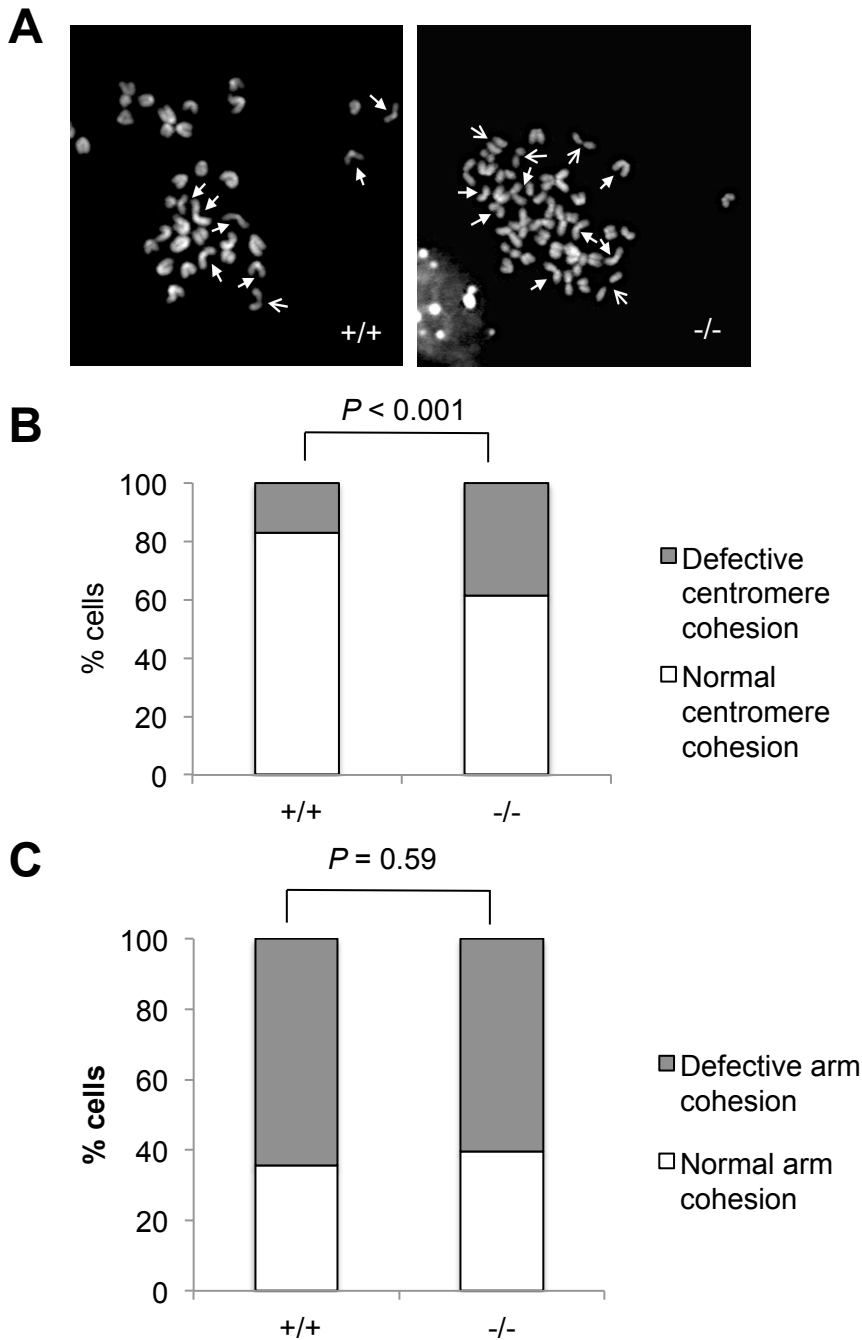 A
+/+
-/-
B
P < 0.001
100
80
60
40
20
0
% cells
+/+
-/-
Defective
centromere
cohesion
Normal
centromere
cohesion
C
P = 0.59
100
80
60
40
20
0
% cells
+/+
-/-
Defective arm
cohesion
Normal arm
cohesion